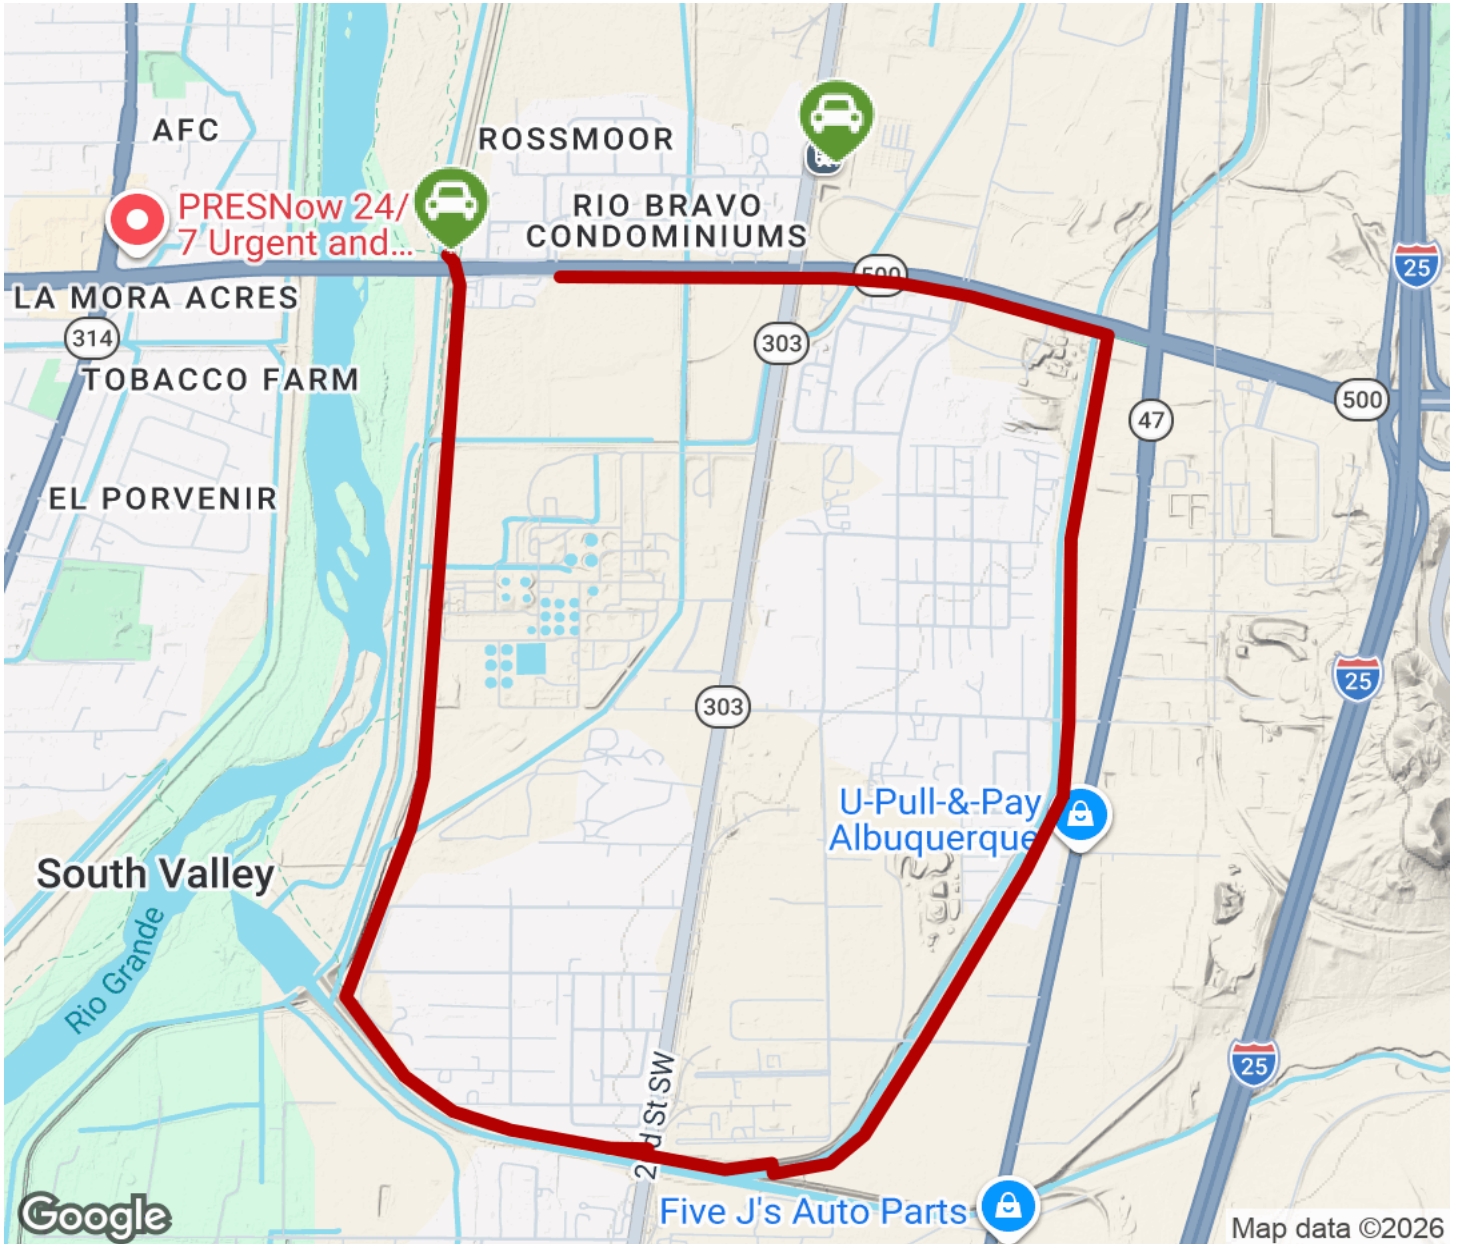 AFC
ROSSMOOR
PRESNow 24/
7 Urgent and...
RIO BRAVO
CONDOMINIUMS
500
25
LA MORA ACRES
314
303
TOBACCO FARM
500
47
EL PORVENIR
25
303
U-Pull-&-Pay
Albuquerque
South Valley
Rio Grande
25
Five J's Auto Parts
Google
Map data ©2026